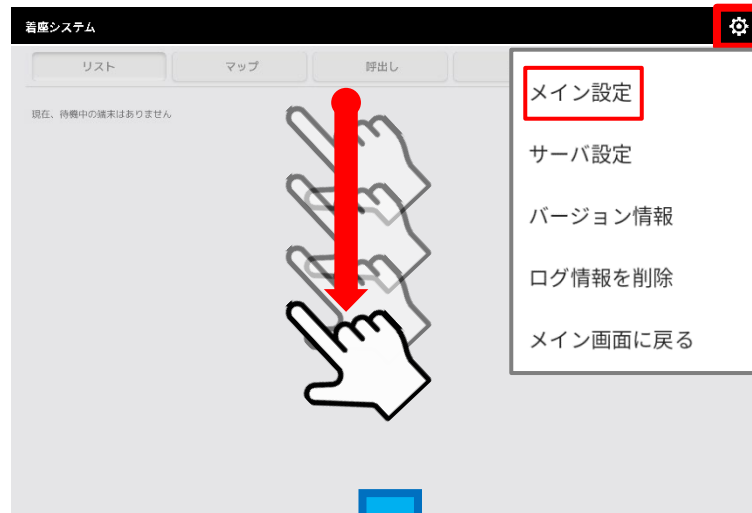 着座システム
リスト
マップ
呼出し
現在、待機中の端末はありません
メイン設定
サーバ設定
バージョン情報
ログ情報を削除
メイン画面に戻る